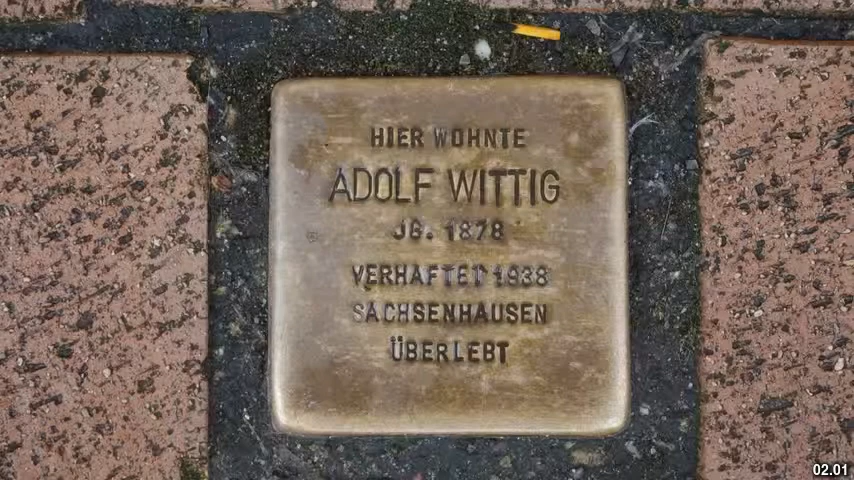 HIER WOHNTE
ADOLF WITTIG
JG. 1878
VERHAFTET 1938
SACHSENHAUSEN
ÜBERLEBT
02.01